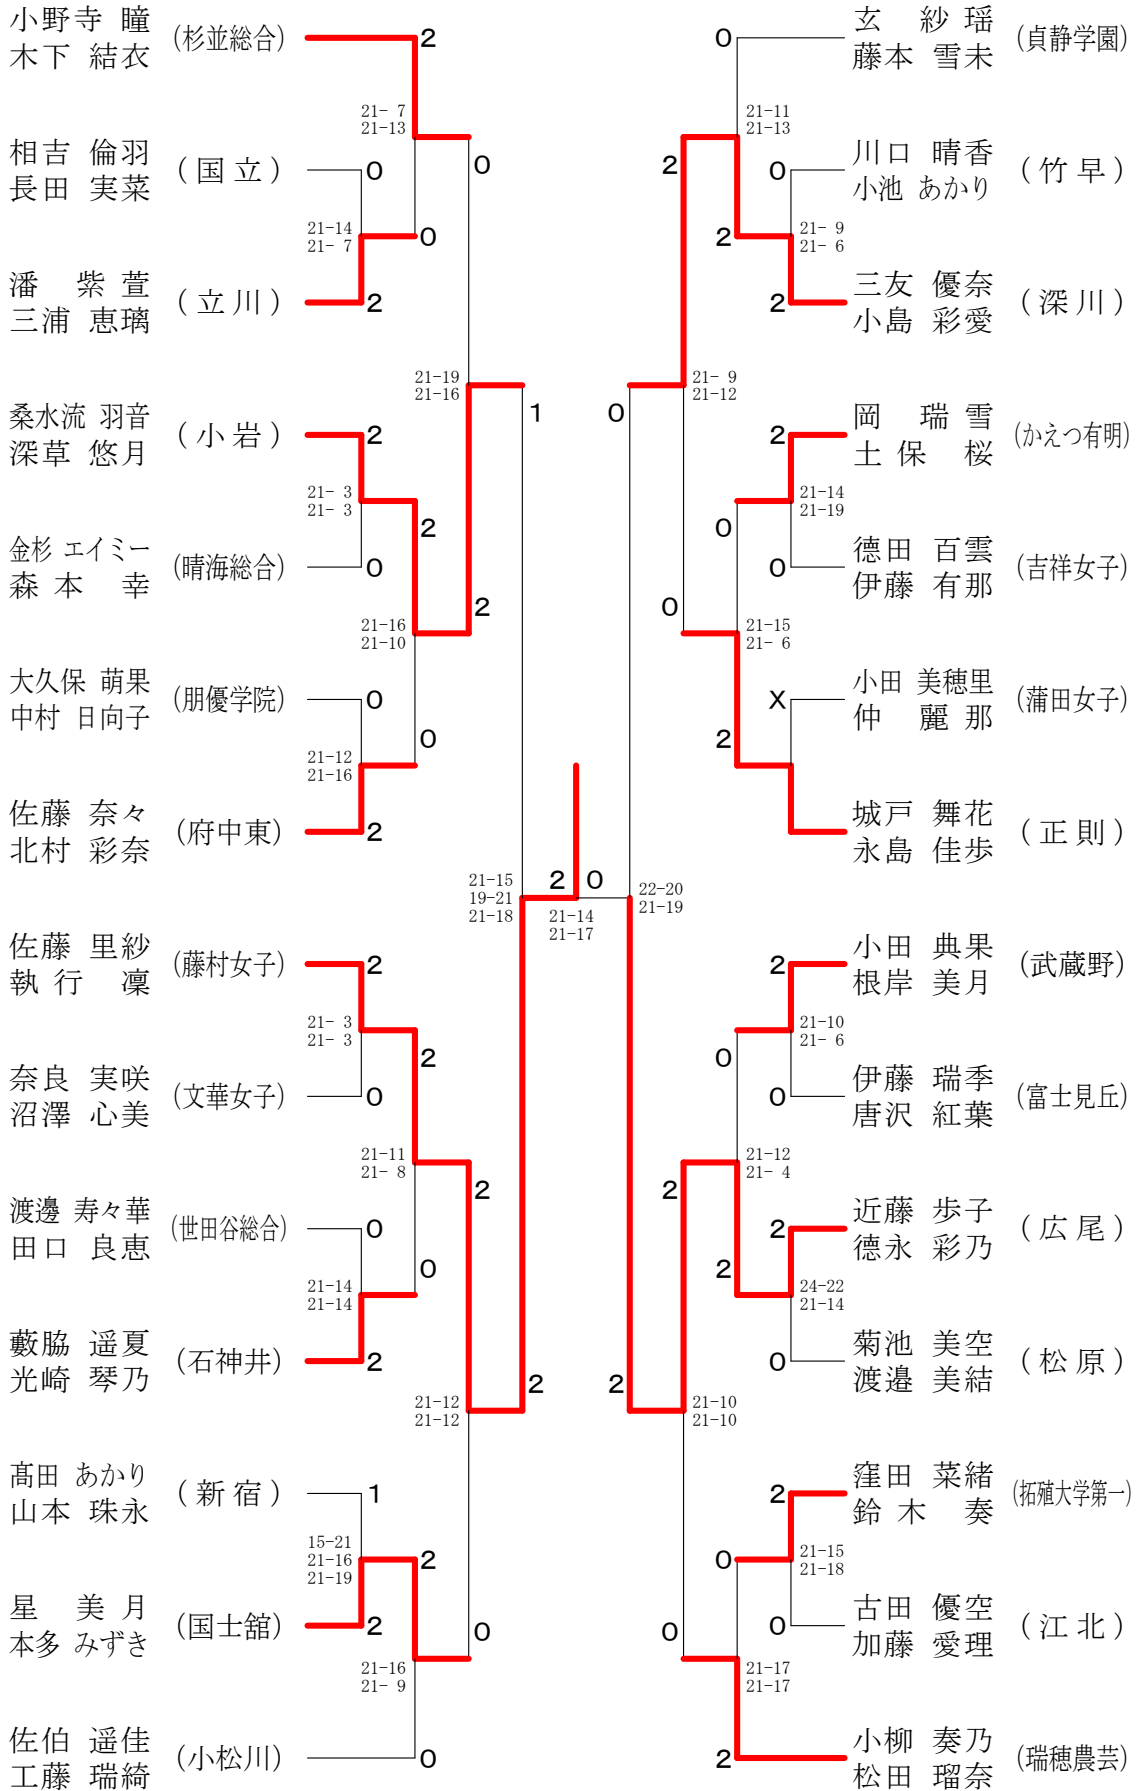 小野寺 瞳
木下 結衣
(杉並総合)
2
21- 7
21-13
相吉 倫羽
長田 実菜
(国立)
0
0
21-14
21- 7
0
潘 紫萱
三浦 恵璃
(立川)
2
21-19
21-16
1
桑水流 羽音
深草 悠月
(小岩)
2
21- 3
21- 3
2
金杉 エイミー
森本 幸
(晴海総合)
0
2
21-16
21-10
大久保 萌果
中村 日向子
(朋優学院)
0
0
21-12
21-16
佐藤 奈々
北村 彩奈
(府中東)
2
21-15
19-21
21-18
2
0
21-14
21-17
佐藤 里紗
執行 凜
(藤村女子)
2
21- 3
21- 3
2
奈良 実咲
沼澤 心美
(文華女子)
0
21-11
21- 8
2
渡邊 寿々華
田口 良恵
(世田谷総合)
0
0
21-14
21-14
藪脇 遥夏
光崎 琴乃
(石神井)
2
2
21-12
21-12
髙田 あかり
山本 珠永
(新宿)
1
15-21
21-16
21-19
2
星 美月
本多 みずき
(国士舘)
2
0
21-16
21- 9
佐伯 遥佳
工藤 瑞綺
(小松川)
0
0
玄 紗瑶
藤本 雪未
(貞静学園)
21-11
21-13
2
0
川口 晴香
小池 あかり
(竹早)
2
21- 9
21- 6
2
三友 優奈
小島 彩愛
(深川)
21- 9
21-12
0
2
岡 瑞雪
土保 桜
(かえつ有明)
21-14
21-19
0
0
德田 百雲
伊藤 有那
(吉祥女子)
0
21-15
21- 6
X
小田 美穂里
仲 麗那
(蒲田女子)
2
城戸 舞花
永島 佳歩
(正則)
22-20
21-19
2
小田 典果
根岸 美月
(武蔵野)
21-10
21- 6
0
0
伊藤 瑞季
唐沢 紅葉
(富士見丘)
21-12
21- 4
2
2
近藤 歩子
德永 彩乃
(広尾)
2
24-22
21-14
0
菊池 美空
渡邉 美結
(松原)
2
21-10
21-10
2
窪田 菜緒
鈴木 奏
(拓殖大学第一)
0
21-15
21-18
0
古田 優空
加藤 愛理
(江北)
0
21-17
21-17
2
小柳 奏乃
松田 瑠奈
(瑞穂農芸)